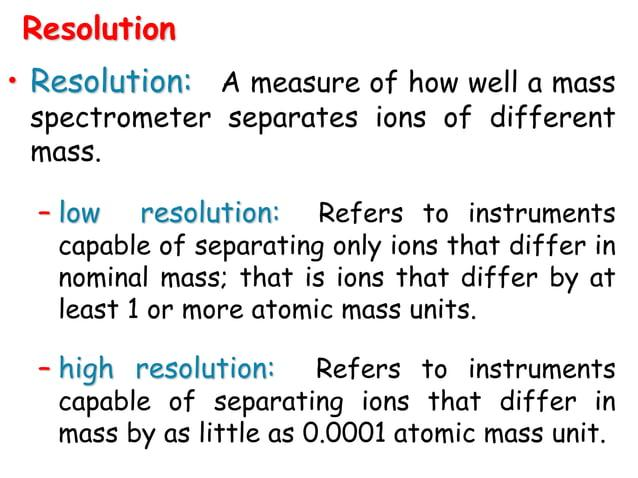 Resolution
• Resolution: A measure of how well a mass
spectrometer separates ions of different
mass.
– low resolution: Refers to instruments
capable of separating only ions that differ in
nominal mass; that is ions that differ by at
least 1 or more atomic mass units.
– high resolution: Refers to instruments
capable of separating ions that differ in
mass by as little as 0.0001 atomic mass unit.